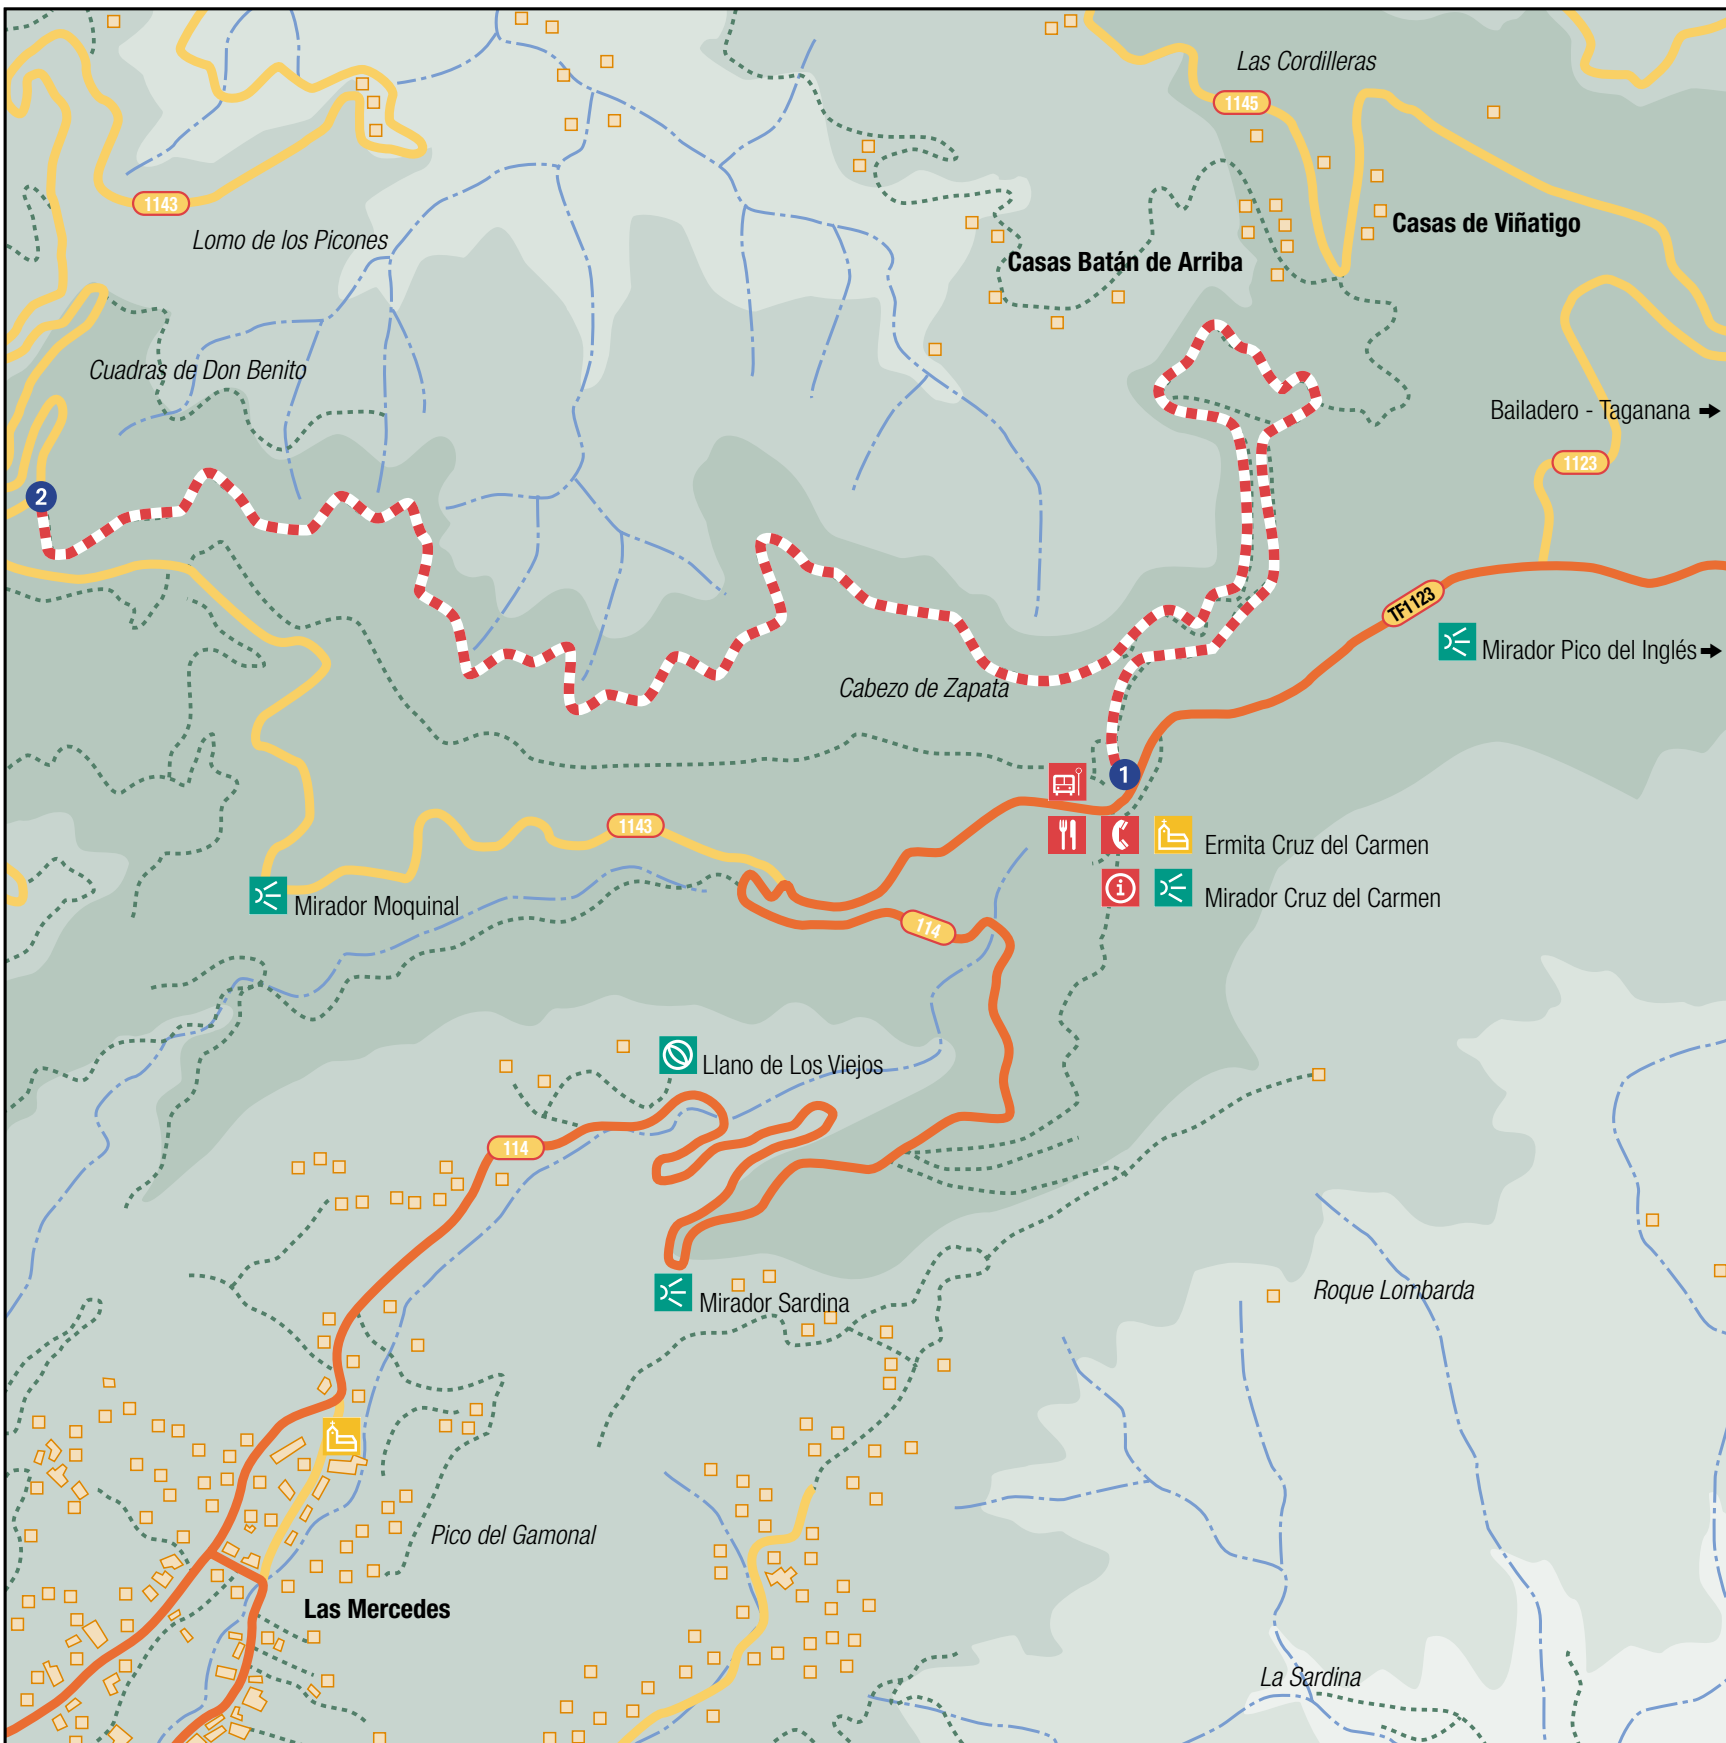 Las Cordilleras
1145
1143
Casas de Viñatigo
Lomo de los Picones
Casas Batán de Arriba
Cuadras de Don Benito
Bailadero - Taganana
1123
2
TF1123
Mirador Pico del Inglés
Cabezo de Zapata
1
1143
Ermita Cruz del Carmen
i
Mirador Cruz del Carmen
Mirador Moquinal
114
Llano de Los Viejos
114
Mirador Sardina
Roque Lombarda
Pico del Gamonal
Las Mercedes
La Sardina